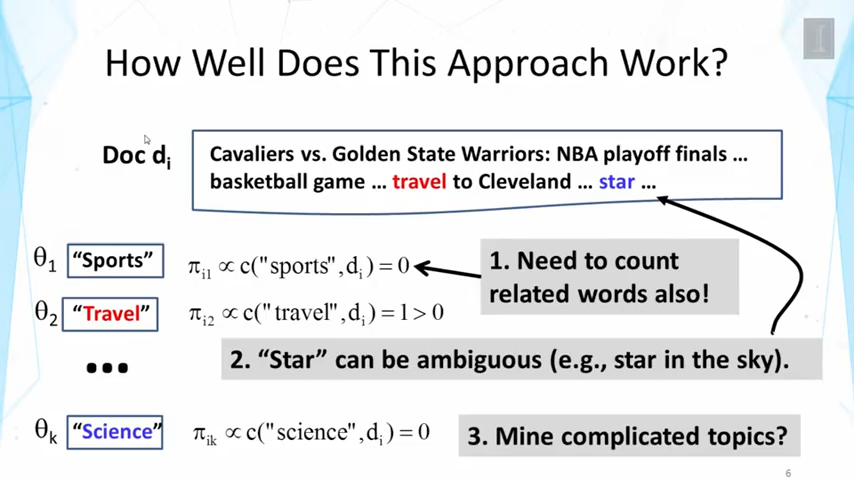 How Well Does This Approach Work?
Doc dᵢ
Cavaliers vs. Golden State Warriors: NBA playoff finals …
basketball game … travel to Cleveland … star …
θ₁ “Sports” πᵢ₁ ∝ c("sports", dᵢ) = 0
1. Need to count
related words also!
θ₂ “Travel” πᵢ₂ ∝ c("travel", dᵢ) = 1 > 0
…
2. “Star” can be ambiguous (e.g., star in the sky).
θₖ “Science” πᵢₖ ∝ c("science", dᵢ) = 0
3. Mine complicated topics?
6
I